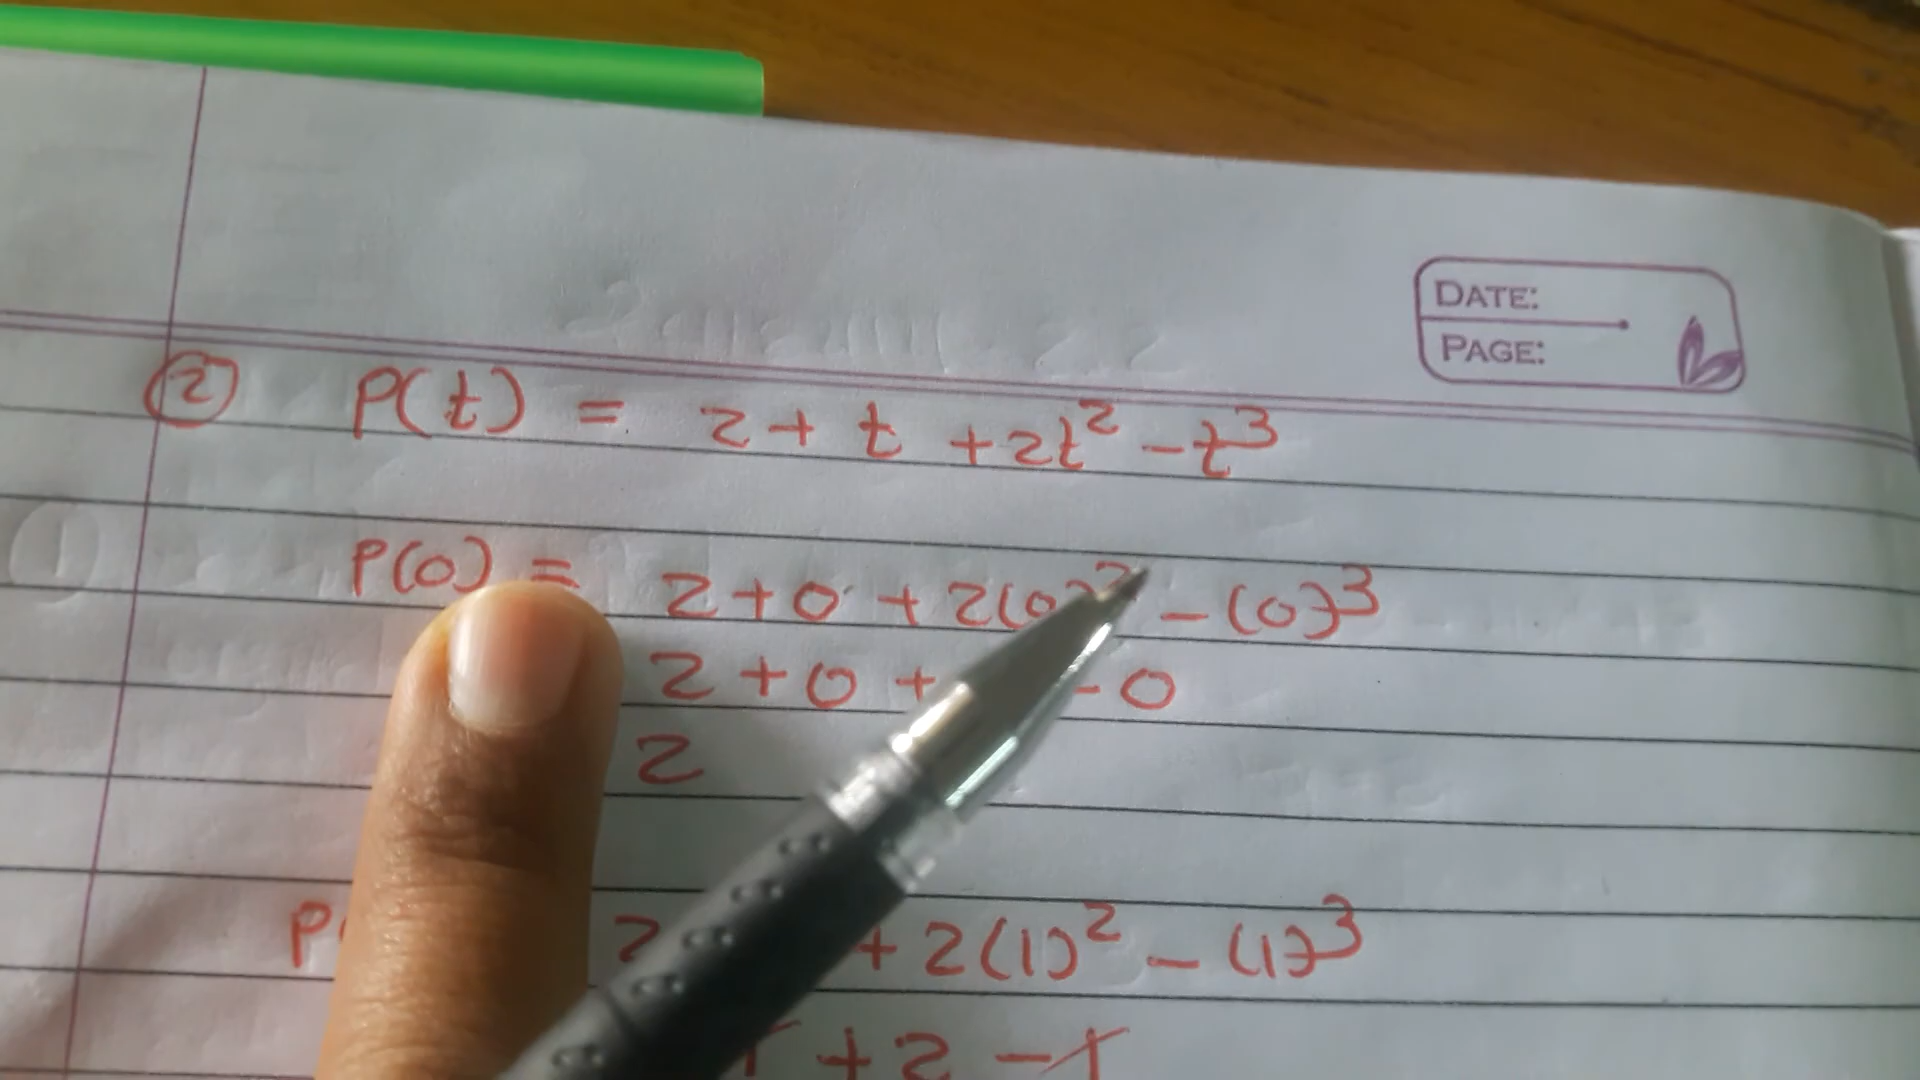 DATE:
PAGE:
② P(t) = 2 + t + 2t² - t³
P(0) = 2 + 0 + 2(0)² - (0)³
2 + 0 + - 0
2
P( 2 + 2(1)² - (1)³
+ 2 - 1